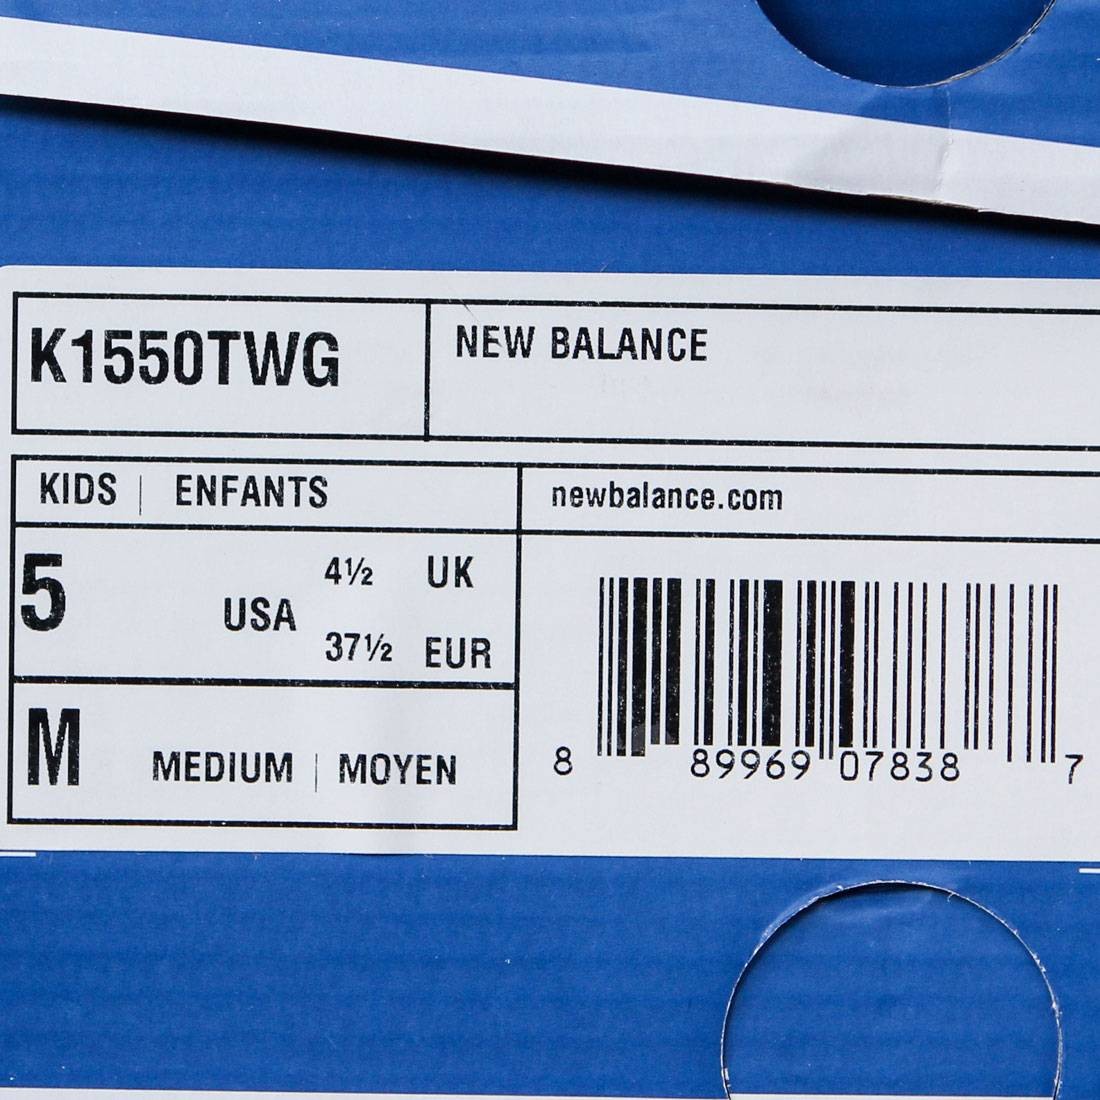 K1550TWG
NEW BALANCE
KIDS | ENFANTS
newbalance.com
5 USA
4½ UK
37½ EUR
M MEDIUM | MOYEN
8 89969 07838 7